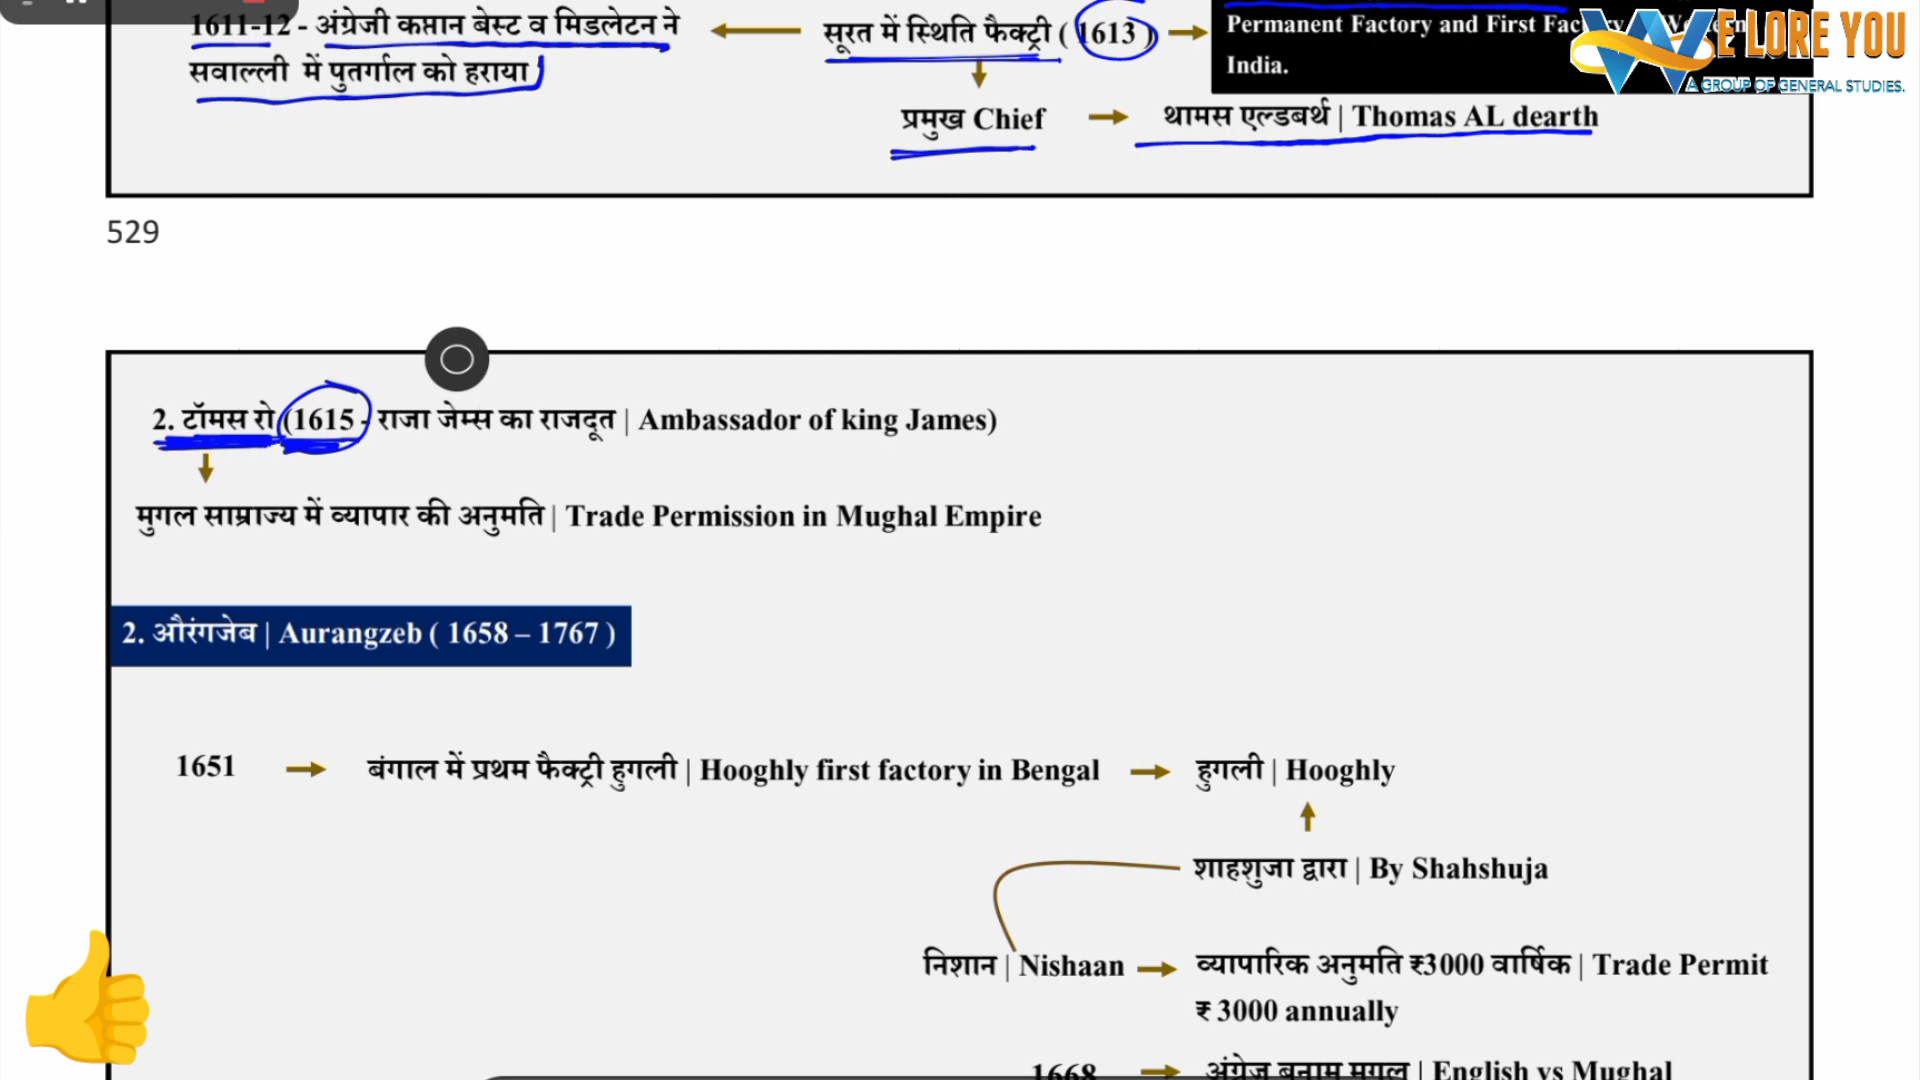 1611-12 - अंग्रेजी कप्तान बेस्ट व मिडलेटन ने
सवाल्ली में पुतर्गाल को हराया
सूरत में स्थिति फैक्ट्री ( 1613 )
Permanent Factory and First
India.
WE LORE YOU
A GROUP OF GENERAL STUDIES.
प्रमुख Chief
थामस एल्डबर्थ | Thomas AL dearth
529
2. टॉमस रो (1615 - राजा जेम्स का राजदूत | Ambassador of king James)
मुगल साम्राज्य में व्यापार की अनुमति | Trade Permission in Mughal Empire
2. औरंगजेब | Aurangzeb ( 1658 – 1767 )
1651
बंगाल में प्रथम फैक्ट्री हुगली | Hooghly first factory in Bengal
हुगली | Hooghly
शाहशुजा द्वारा | By Shahshuja
निशान | Nishaan
व्यापारिक अनुमति ₹3000 वार्षिक | Trade Permit
₹ 3000 annually
1668
अंग्रेज बनाम मुगल | English vs Mughal